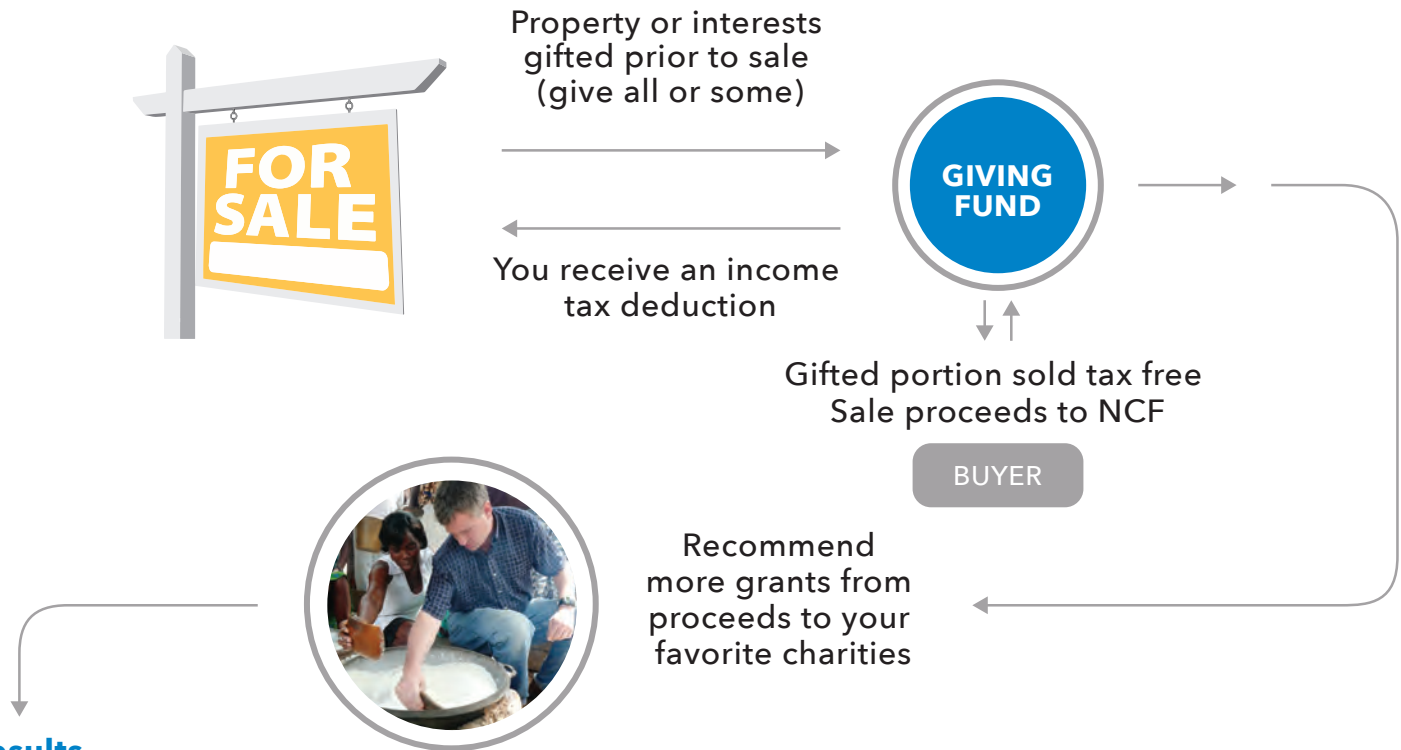 Property or interests
gifted prior to sale
(give all or some)
FOR
SALE
GIVING
FUND
You receive an income
tax deduction
Gifted portion sold tax free
Sale proceeds to NCF
BUYER
Recommend
more grants from
proceeds to your
favorite charities